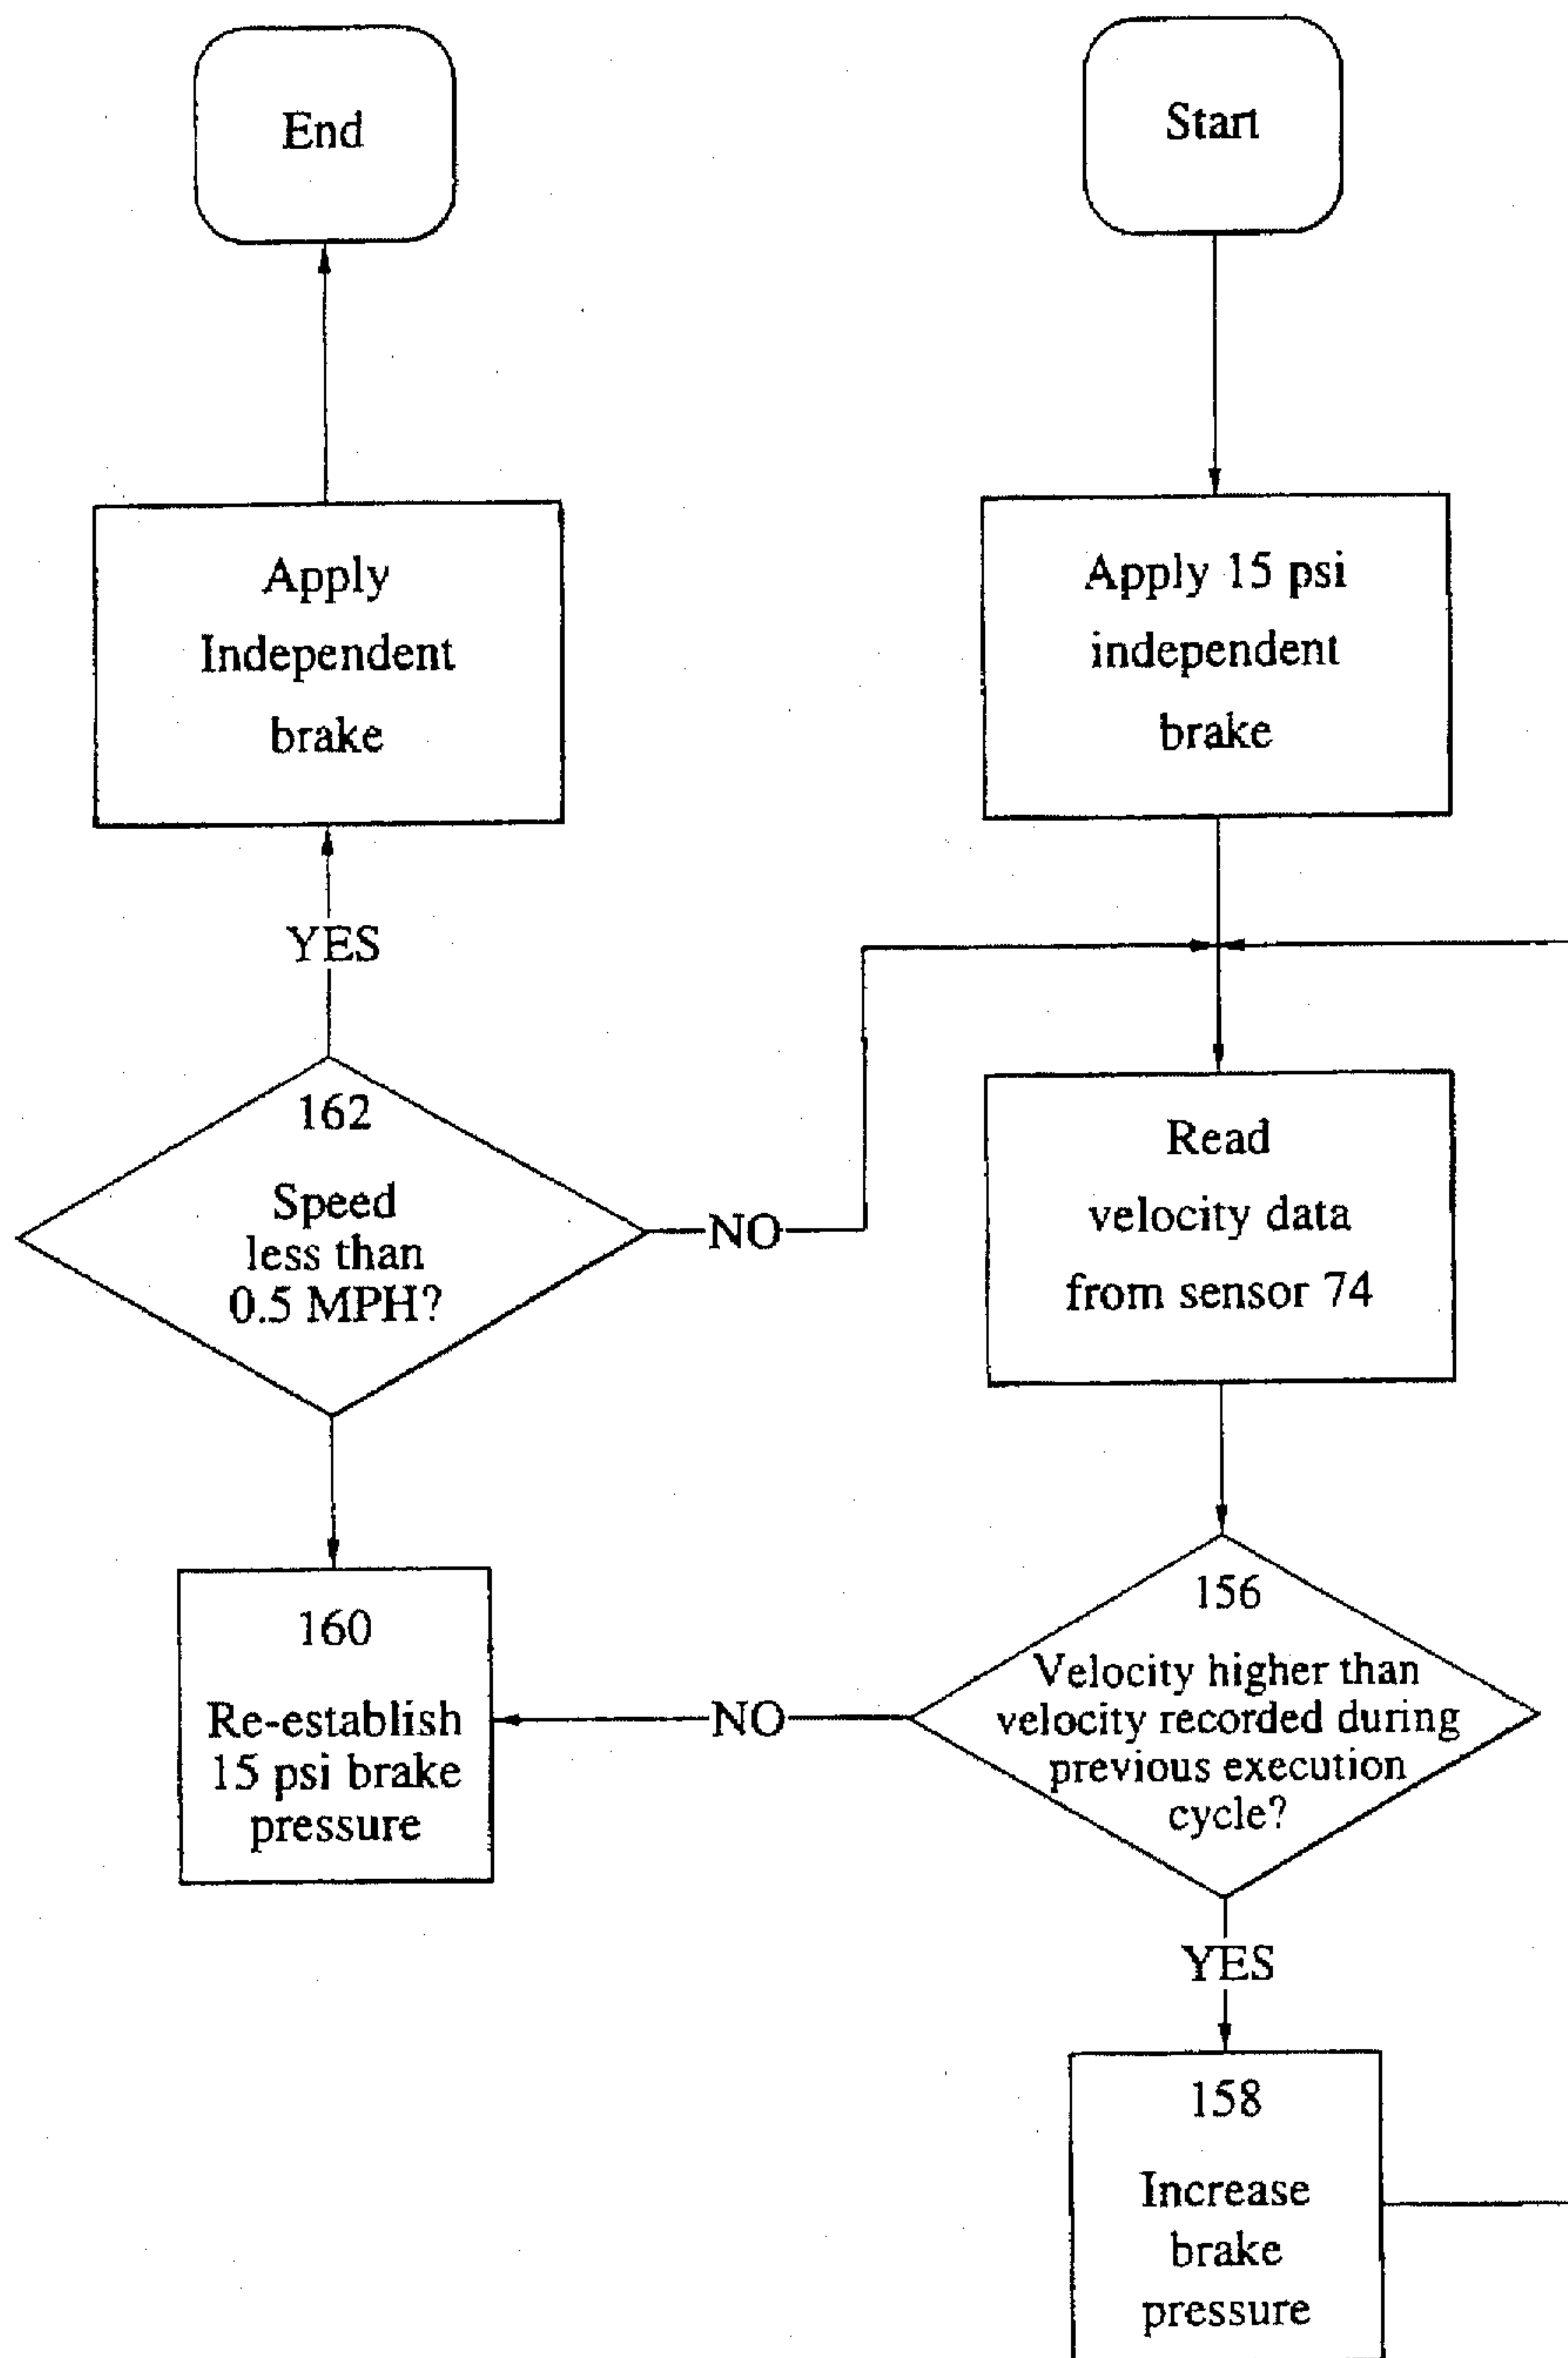 End
Start
Apply
Independent
brake
Apply 15 psi
independent
brake
YES
162
Speed
less than
0.5 MPH?
NO
Read
velocity data
from sensor 74
160
Re-establish
15 psi brake
pressure
NO
156
Velocity higher than
velocity recorded during
previous execution
cycle?
YES
158
Increase
brake
pressure